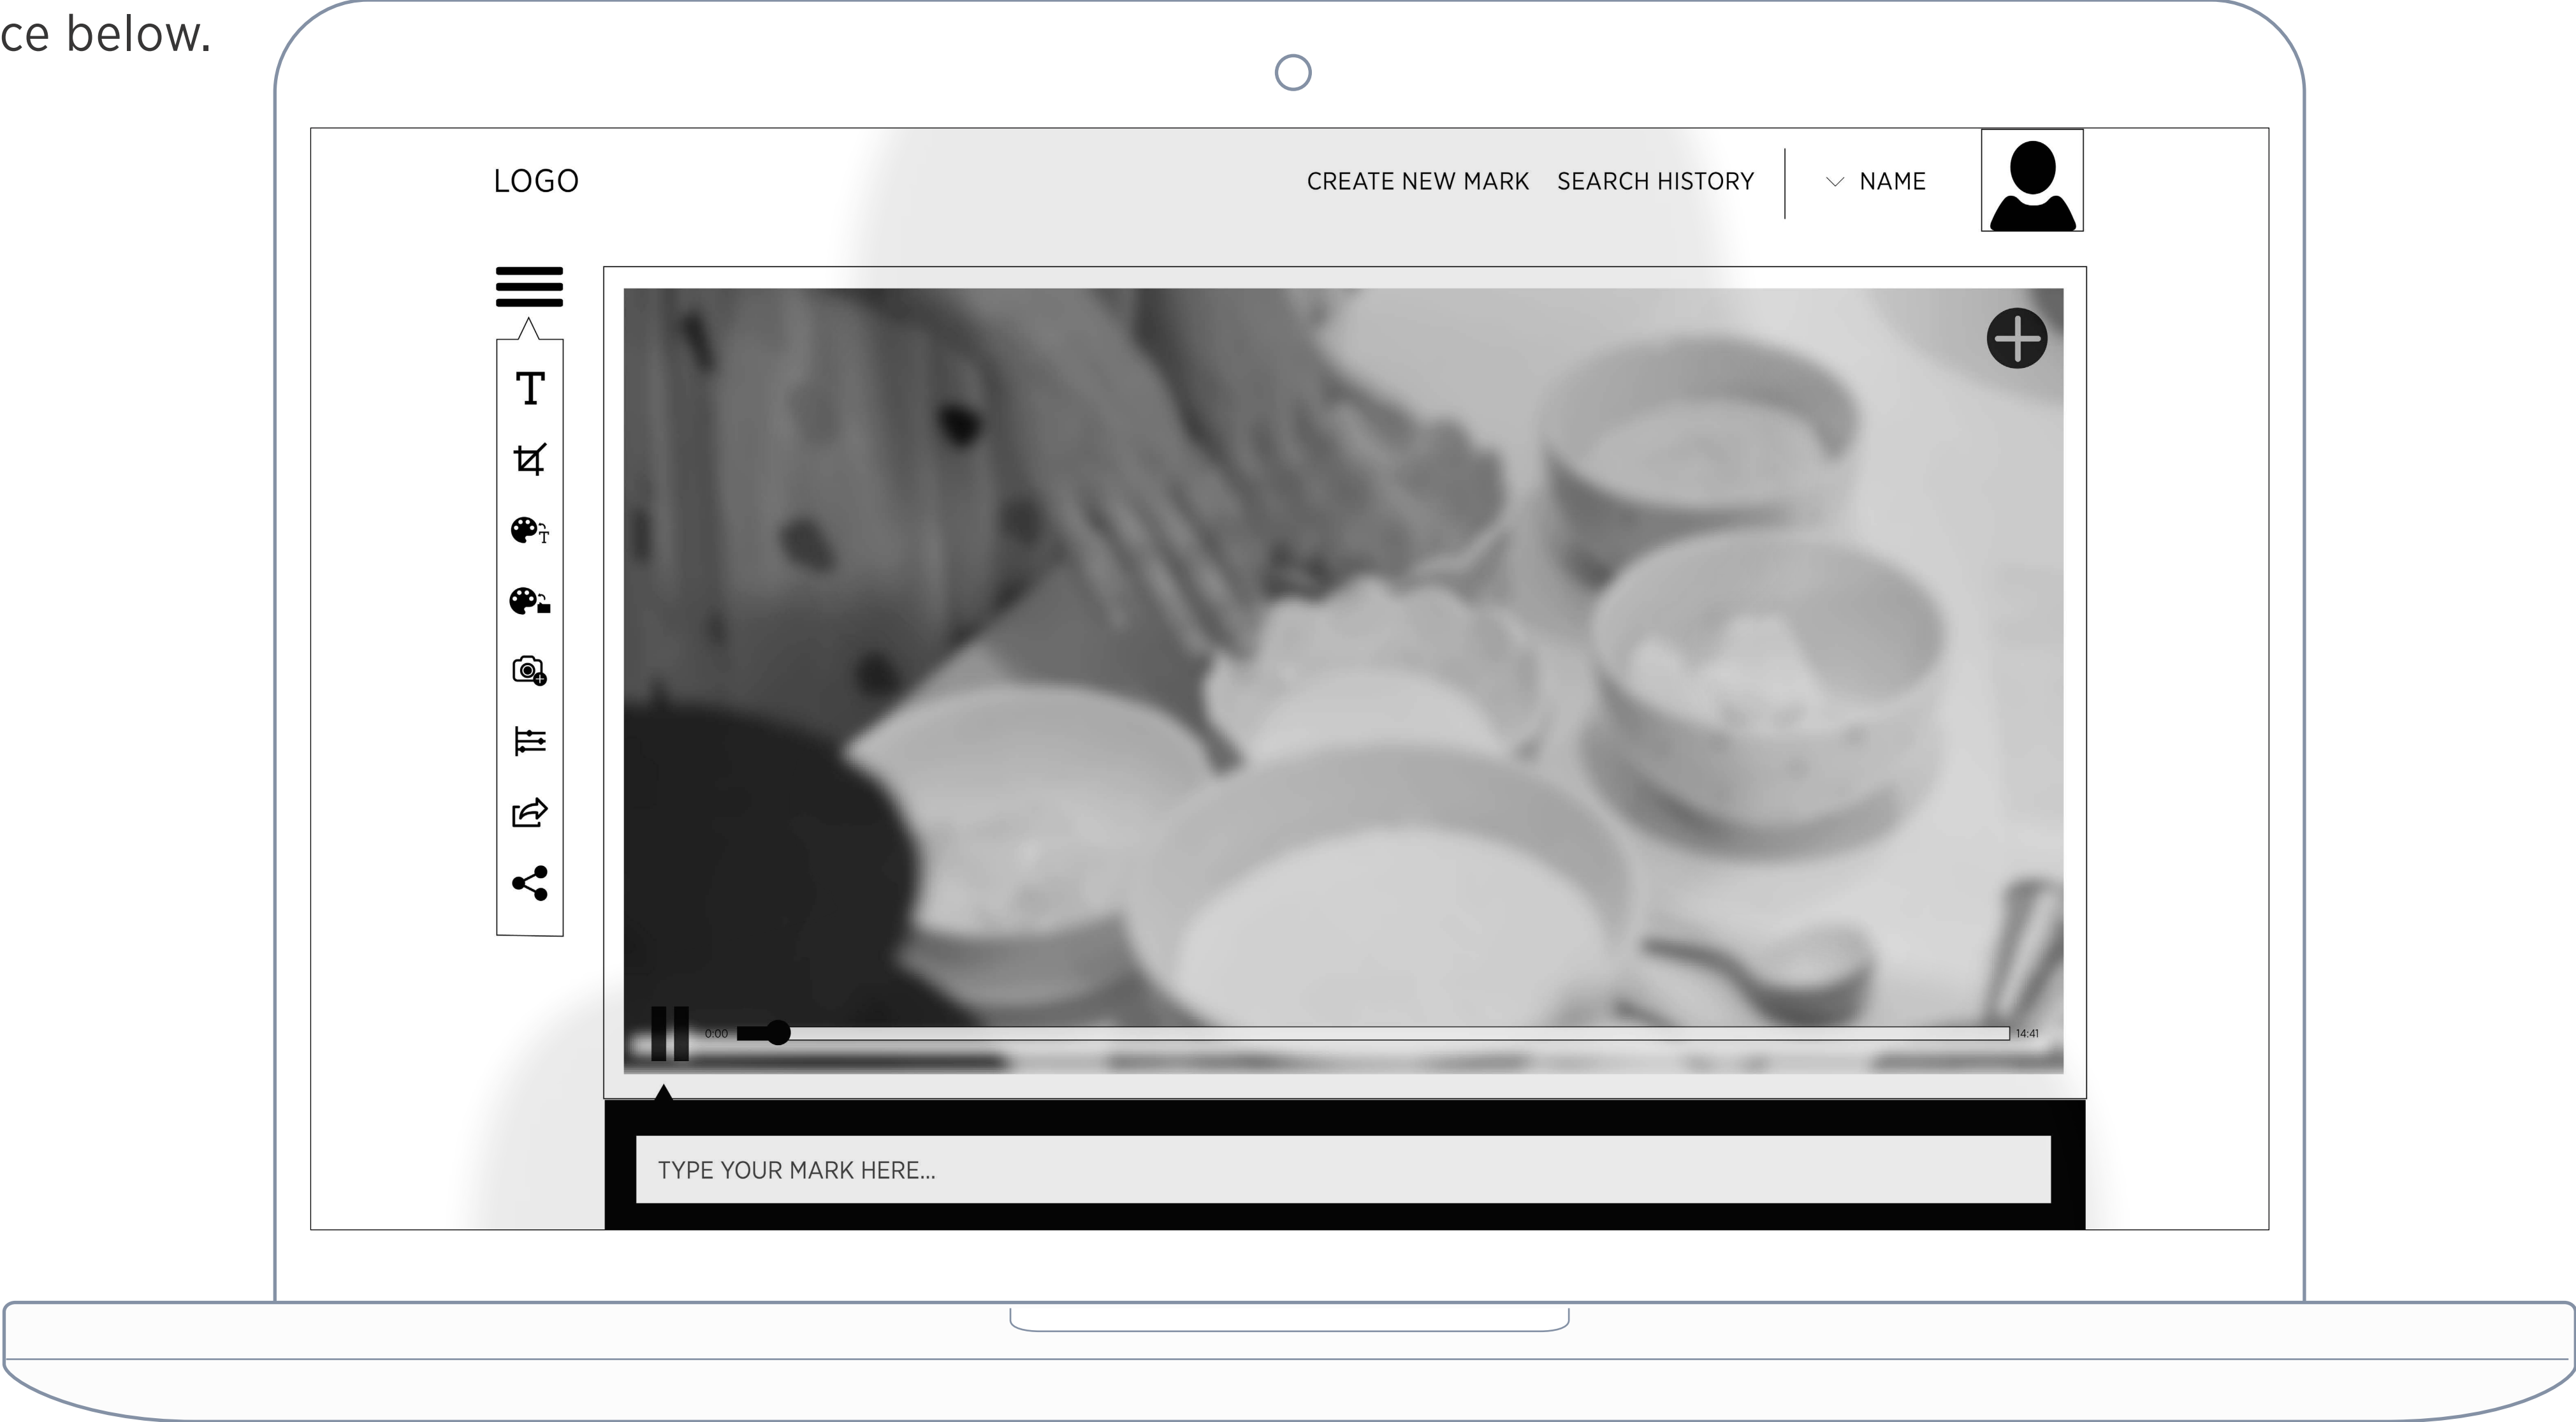 ce below.
LOGO
CREATE NEW MARK SEARCH HISTORY NAME
T
T
0:00 14:41
TYPE YOUR MARK HERE...